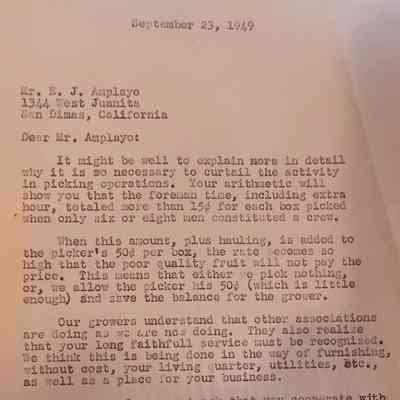 September 23, 1949
Mr. E. J. Amplayo
1344 West Juanita
San Dimas, California
Dear Mr. Amplayo:
It might be well to explain more in detail
why it is so necessary to curtail the activity
in picking operations. Your arithmetic will
show you that the foreman time, including extra
hour, totaled more than 15¢ for each box picked
when only six or eight men constituted a crew.
When this amount, plus hauling, is added to
the picker's 50¢ per box, the rate becomes so
high that the poor quality fruit will not pay the
price. This means that either we pick nothing,
or, we allow the picker his 50¢ (which is little
enough) and save the balance for the grower.
Our growers understand that other associations
are doing as we are now doing. They also realize
that your long faithfull service must be recognized.
We think this is being done in the way of furnishing,
without cost, your living quarter, utilities, etc.,
as well as a place for your business.
that you cooperate with